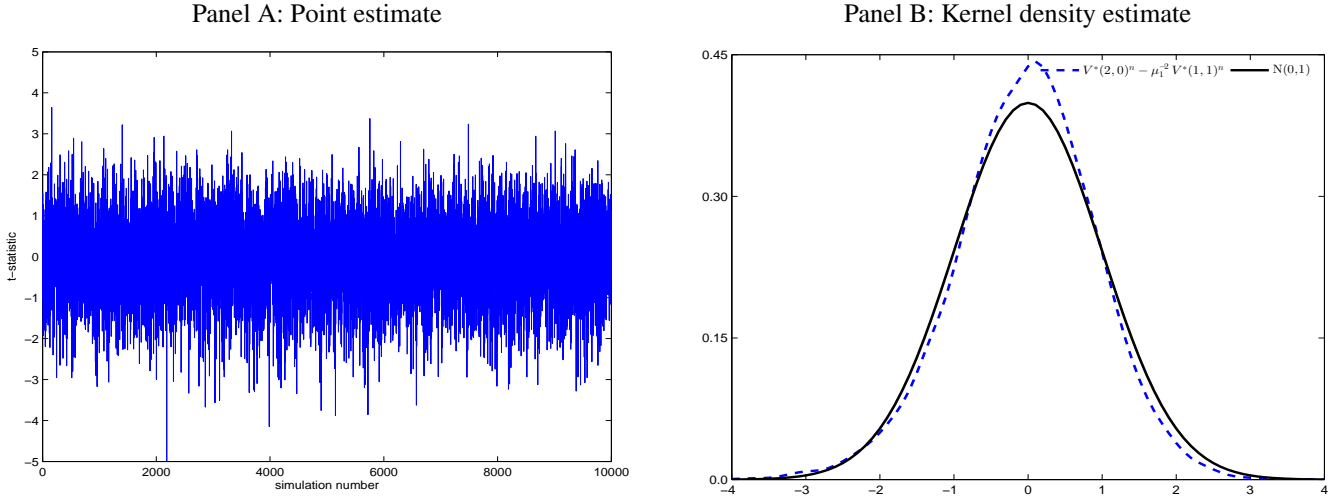 Panel A: Point estimate
5
4
3
2
1
0
−1
−2
−3
−4
−5
t−statistic
0 2000 4000 6000 8000 10000
simulation number
Panel B: Kernel density estimate
0.45
0.30
0.15
0.0
V*(2,0)ⁿ − μ₁⁻² V*(1,1)ⁿ N(0,1)
−4 −3 −2 −1 0 1 2 3 4